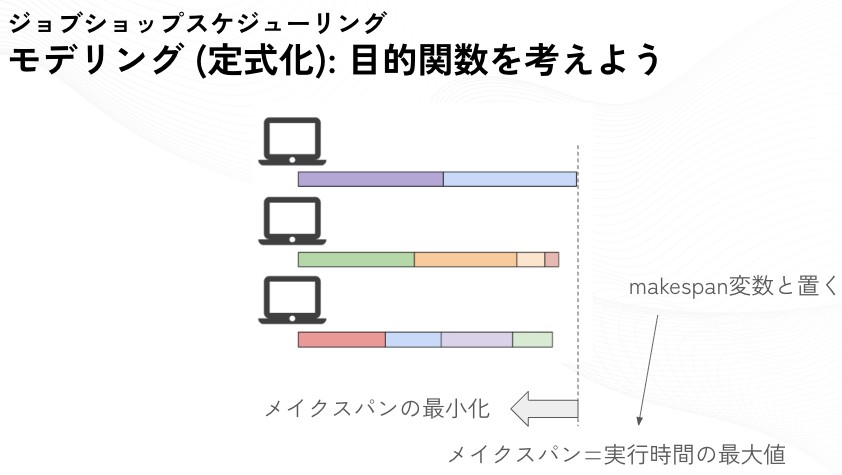 ジョブショップスケジューリング
モデリング (定式化): 目的関数を考えよう
makespan変数と置く
メイクスパンの最小化
メイクスパン＝実行時間の最大値